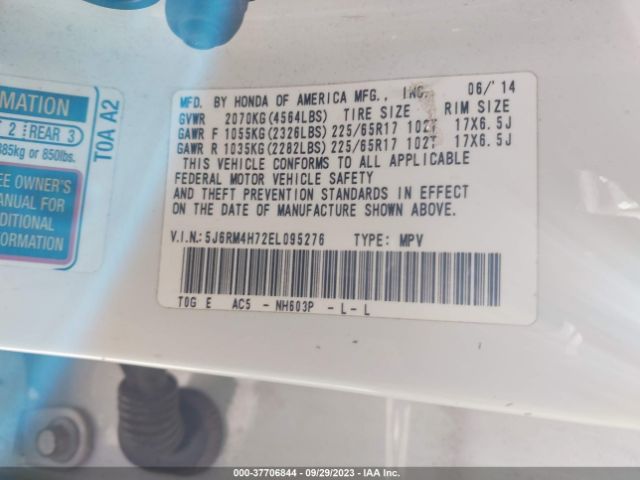 MATION
2 REAR 3
385kg or 850lbs.
EE OWNER'S
MANUAL FOR
DITIONAL
FORMATION
TOA A2
MFD. BY HONDA OF AMERICA MFG., INC. 06/'14
GVWR 2070KG(4564LBS) TIRE SIZE RIM SIZE
GAWR F 1055KG(2326LBS) 225/65R17 102T 17X6.5J
GAWR R 1035KG(2282LBS) 225/65R17 102T 17X6.5J
THIS VEHICLE CONFORMS TO ALL APPLICABLE
FEDERAL MOTOR VEHICLE SAFETY
AND THEFT PREVENTION STANDARDS IN EFFECT
ON THE DATE OF MANUFACTURE SHOWN ABOVE.
V.I.N.:5J6RM4H72EL095276 TYPE: MPV
T0G E AC5 - NH603P - L - L
000-37706844 - 09/29/2023 - IAA Inc.